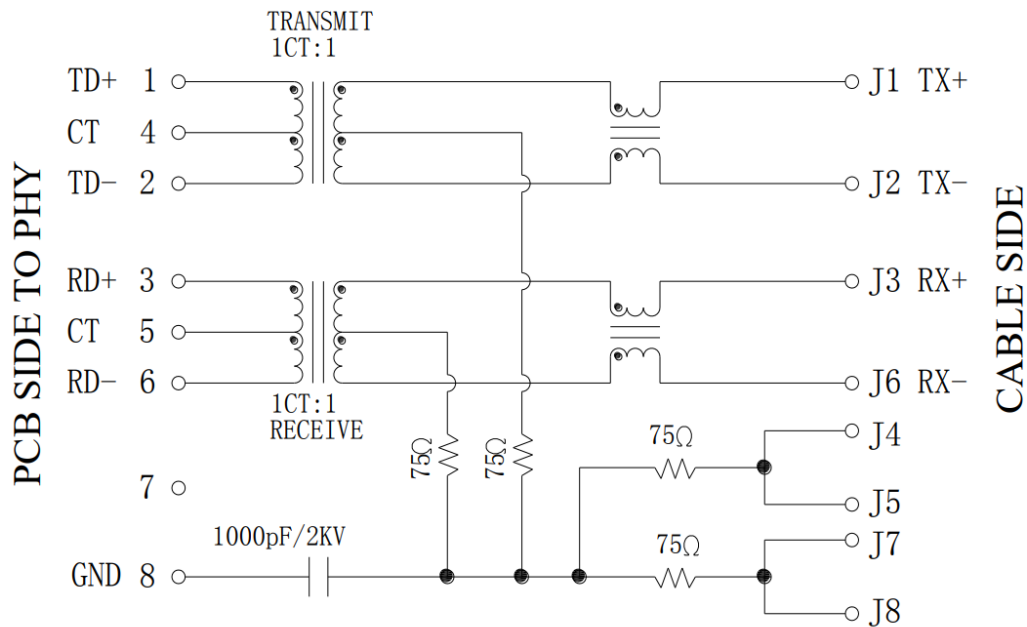 TRANSMIT
1CT:1
TD+ 1
J1 TX+
CT 4
TD- 2
J2 TX-
PCB SIDE TO PHY
CABLE SIDE
RD+ 3
J3 RX+
CT 5
RD- 6
J6 RX-
1CT:1
RECEIVE
75Ω
75Ω
75Ω
J4
J5
7
1000pF/2KV
75Ω
J7
GND 8
J8